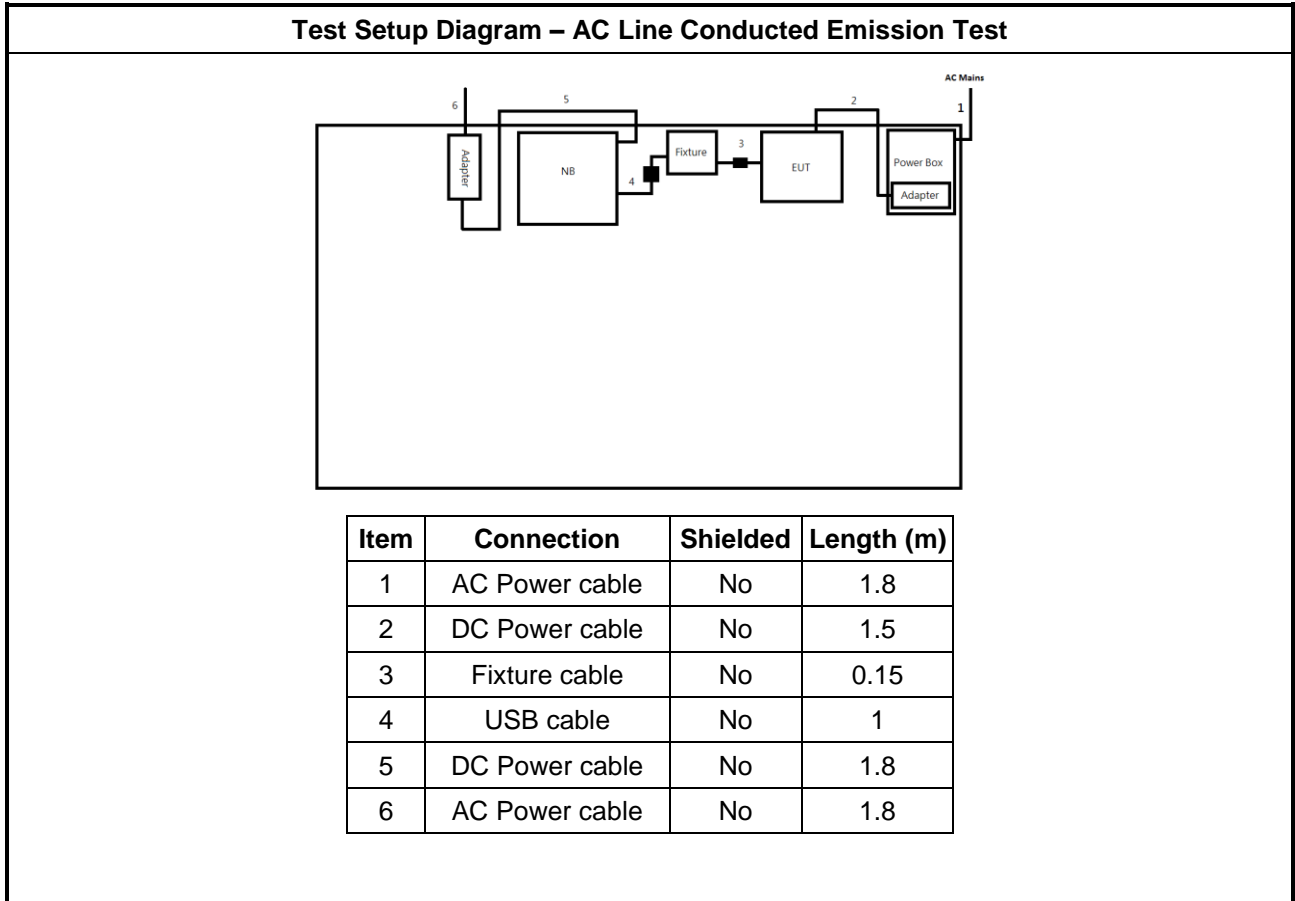 Test Setup Diagram – AC Line Conducted Emission Test
AC Mains
6
5
2
1
Adapter
NB
4
Fixture
3
EUT
Power Box
Adapter
Item Connection Shielded Length (m)
1 AC Power cable No 1.8
2 DC Power cable No 1.5
3 Fixture cable No 0.15
4 USB cable No 1
5 DC Power cable No 1.8
6 AC Power cable No 1.8